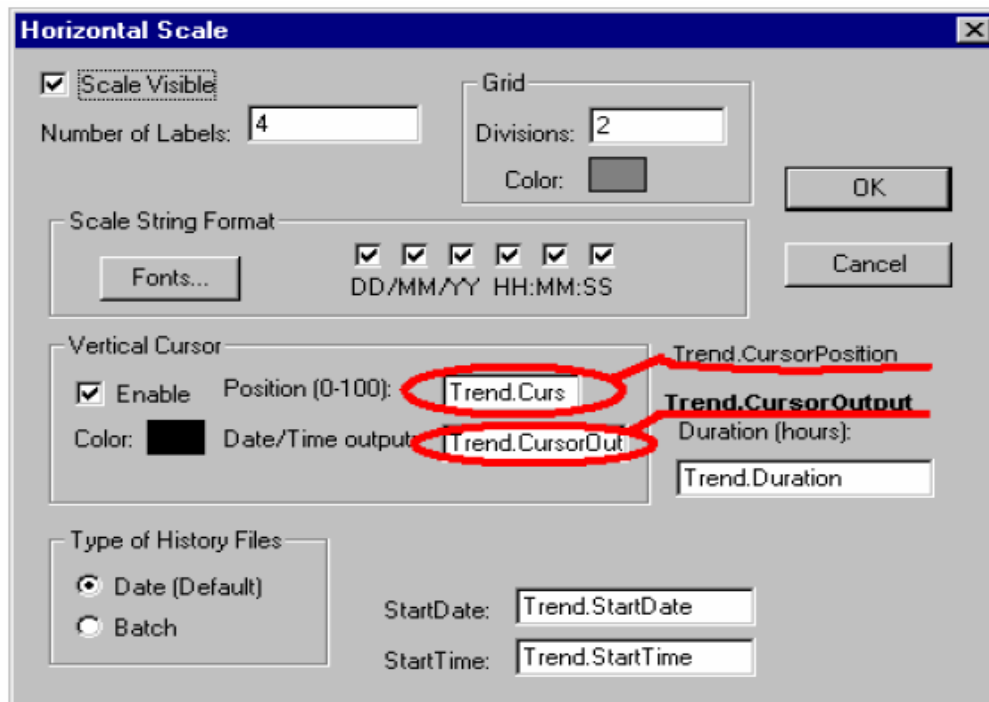 Horizontal Scale
Scale Visible
Number of Labels: 4
Grid
Divisions: 2
Color:
OK
Cancel
Scale String Format
Fonts...
DD/MM/YY HH:MM:SS
Vertical Cursor
Enable
Position (0-100): Trend.Curs
Trend.CursorPosition
Color:
Date/Time output: Trend.CursorOut
Trend.CursorOutput
Duration (hours):
Trend.Duration
Type of History Files
Date (Default)
Batch
StartDate: Trend.StartDate
StartTime: Trend.StartTime